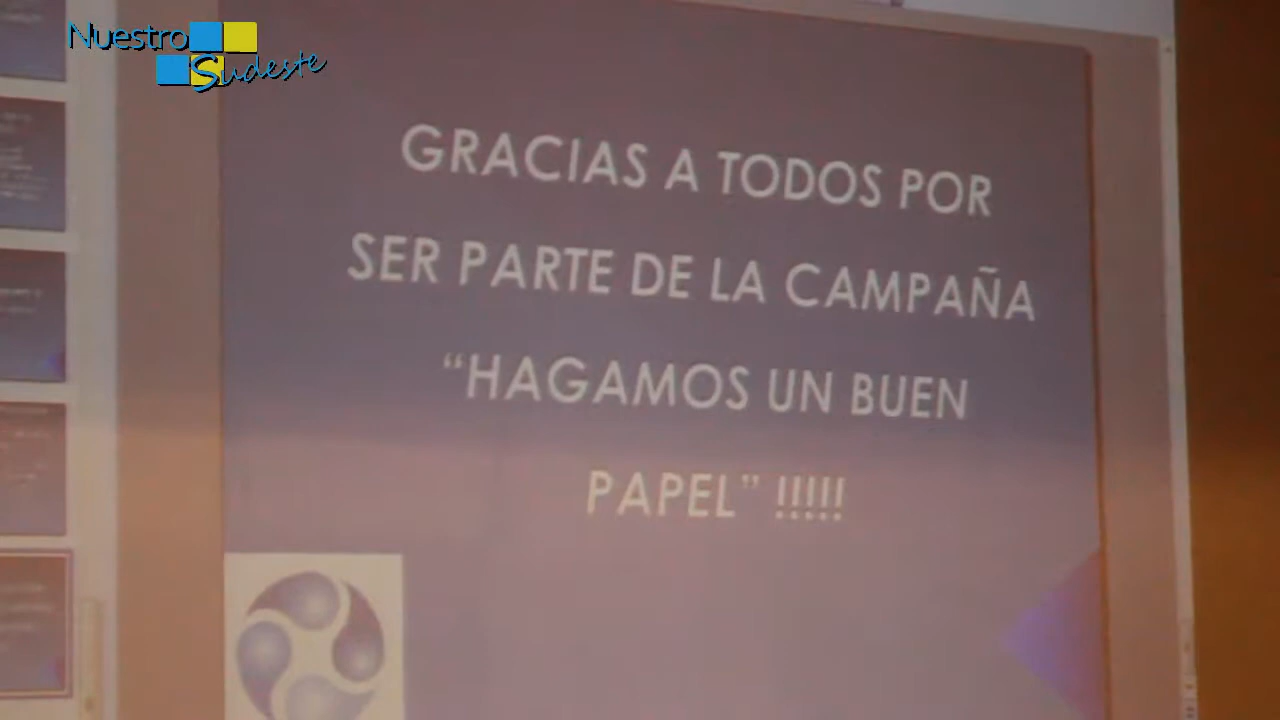 Nuestro
Sudeste
GRACIAS A TODOS POR
SER PARTE DE LA CAMPAÑA
“HAGAMOS UN BUEN
PAPEL” !!!!!